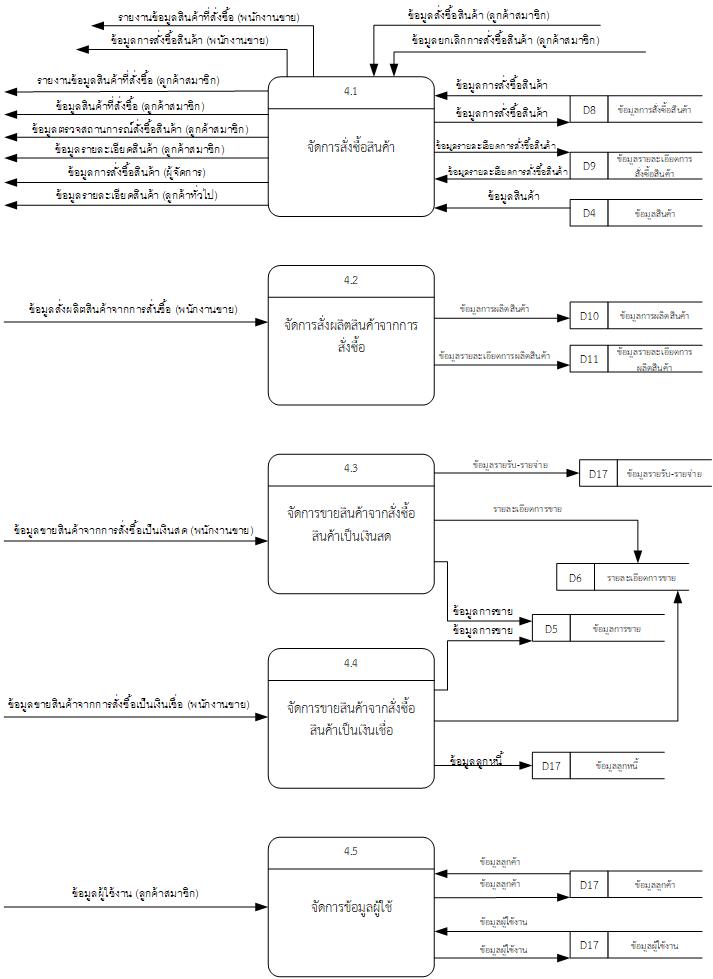 รายงานข้อมูลสินค้าที่สั่งซื้อ (พนักงานขาย)
ข้อมูลการสั่งซื้อสินค้า (พนักงานขาย)
ข้อมูลสั่งซื้อสินค้า (ลูกค้าสมาชิก)
ข้อมูลยกเลิกการสั่งซื้อสินค้า (ลูกค้าสมาชิก)
รายงานข้อมูลสินค้าที่สั่งซื้อ (ลูกค้าสมาชิก)
ข้อมูลสินค้าที่สั่งซื้อ (ลูกค้าสมาชิก)
ข้อมูลตรวจสถานการณ์สั่งซื้อสินค้า (ลูกค้าสมาชิก)
ข้อมูลรายละเอียดสินค้า (ลูกค้าสมาชิก)
ข้อมูลการสั่งซื้อสินค้า (ผู้จัดการ)
ข้อมูลรายละเอียดสินค้า (ลูกค้าทั่วไป)
4.1
จัดการสั่งซื้อสินค้า
ข้อมูลการสั่งซื้อสินค้า
ข้อมูลการสั่งซื้อสินค้า
D8 ข้อมูลการสั่งซื้อสินค้า
ข้อมูลรายละเอียดการสั่งซื้อสินค้า
ข้อมูลรายละเอียดการสั่งซื้อสินค้า
D9 ข้อมูลรายละเอียดการ
สั่งซื้อสินค้า
ข้อมูลสินค้า
D4 ข้อมูลสินค้า
4.2
จัดการสั่งผลิตสินค้าจากการ
สั่งซื้อ
ข้อมูลสั่งผลิตสินค้าจากการสั่นซื้อ (พนักงานขาย)
ข้อมูลการผลิตสินค้า
D10 ข้อมูลการผลิตสินค้า
ข้อมูลรายละเอียดการผลิตสินค้า
D11 ข้อมูลรายละเอียดการ
ผลิตสินค้า
4.3
จัดการขายสินค้าจากสั่งซื้อ
สินค้าเป็นเงินสด
ข้อมูลขายสินค้าจากการสั่งซื้อเป็นเงินสด (พนักงานขาย)
ข้อมูลรายรับ-รายจ่าย
D17 ข้อมูลรายรับ-รายจ่าย
รายละเอียดการขาย
D6 รายละเอียดการขาย
ข้อมูลการขาย
ข้อมูลการขาย
D5 ข้อมูลการขาย
4.4
จัดการขายสินค้าจากสั่งซื้อ
สินค้าเป็นเงินเชื่อ
ข้อมูลขายสินค้าจากการสั่งซื้อเป็นเงินเชื่อ (พนักงานขาย)
ข้อมูลลูกหนี้
D17 ข้อมูลลูกหนี้
4.5
จัดการข้อมูลผู้ใช้
ข้อมูลผู้ใช้งาน (ลูกค้าสมาชิก)
ข้อมูลลูกค้า
ข้อมูลลูกค้า
D17 ข้อมูลลูกค้า
ข้อมูลผู้ใช้งาน
ข้อมูลผู้ใช้งาน
D17 ข้อมูลผู้ใช้งาน